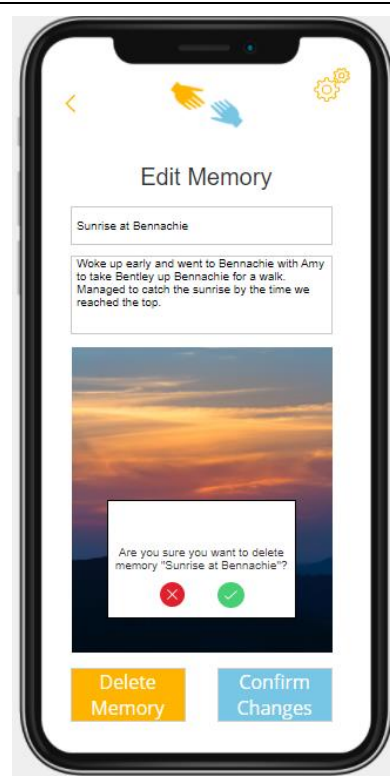 Edit Memory
Sunrise at Bennachie
Woke up early and went to Bennachie with Amy
to take Bentley up Bennachie for a walk.
Managed to catch the sunrise by the time we
reached the top.
Are you sure you want to delete
memory "Sunrise at Bennachie"?
Delete
Memory
Confirm
Changes